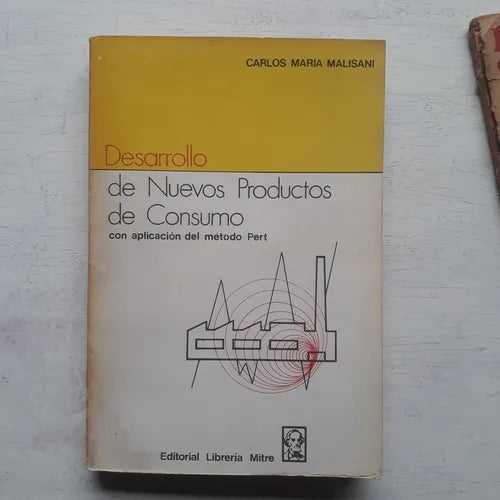 CARLOS MARIA MALISANI
Desarrollo
de Nuevos Productos
de Consumo
con aplicación del método Pert
Editorial Librería Mitre